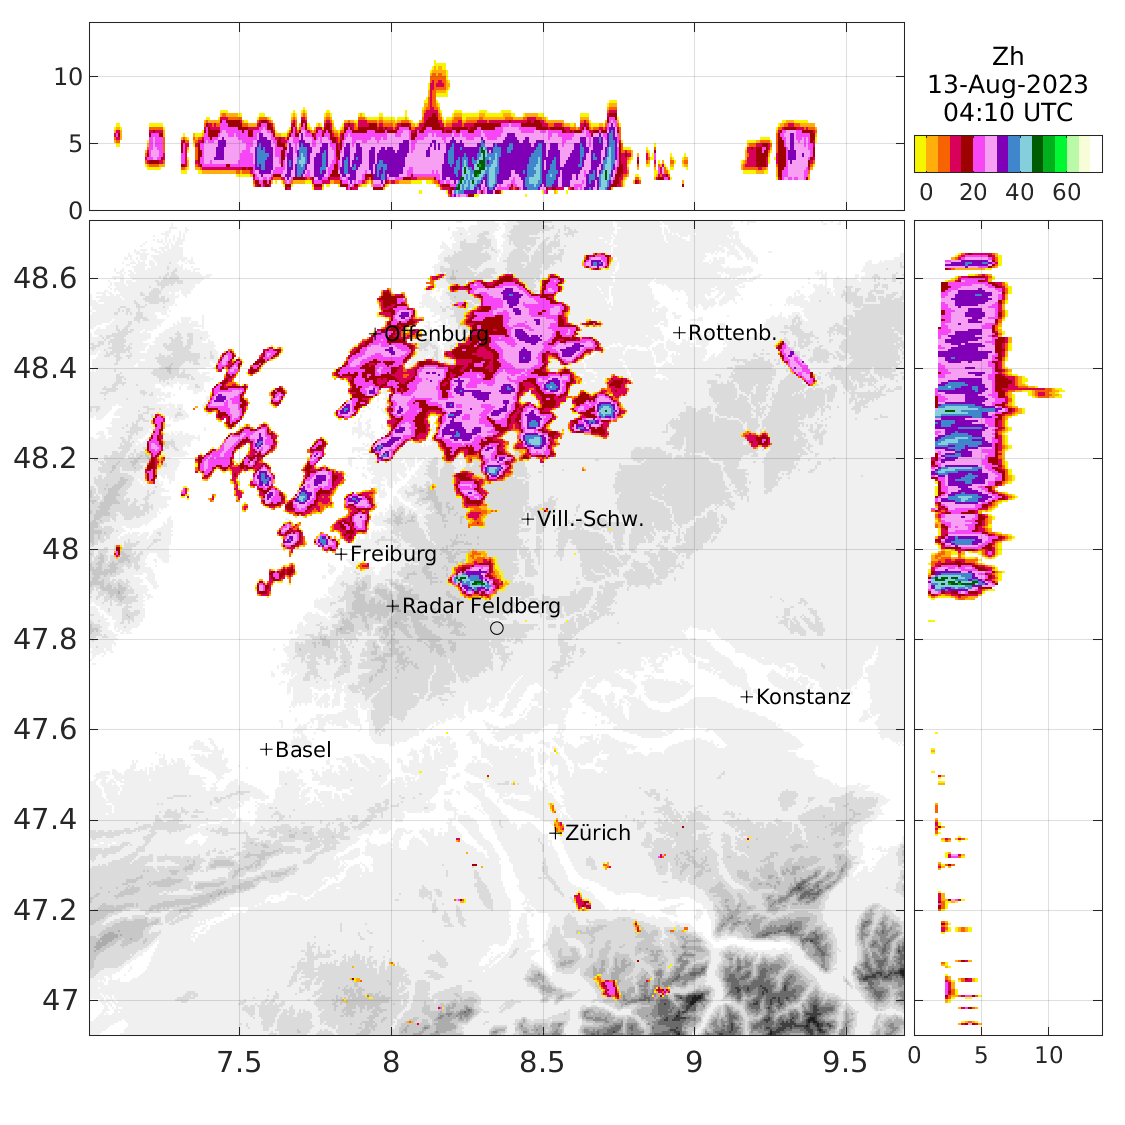 10
5
0
Zh
13-Aug-2023
04:10 UTC
0 20 40 60
48.6
48.4
48.2
48
47.8
47.6
47.4
47.2
47
Offenburg
Rottenb.
Vill.-Schw.
Freiburg
Radar Feldberg
Konstanz
Basel
Zürich
7.5 8 8.5 9 9.5
0 5 10